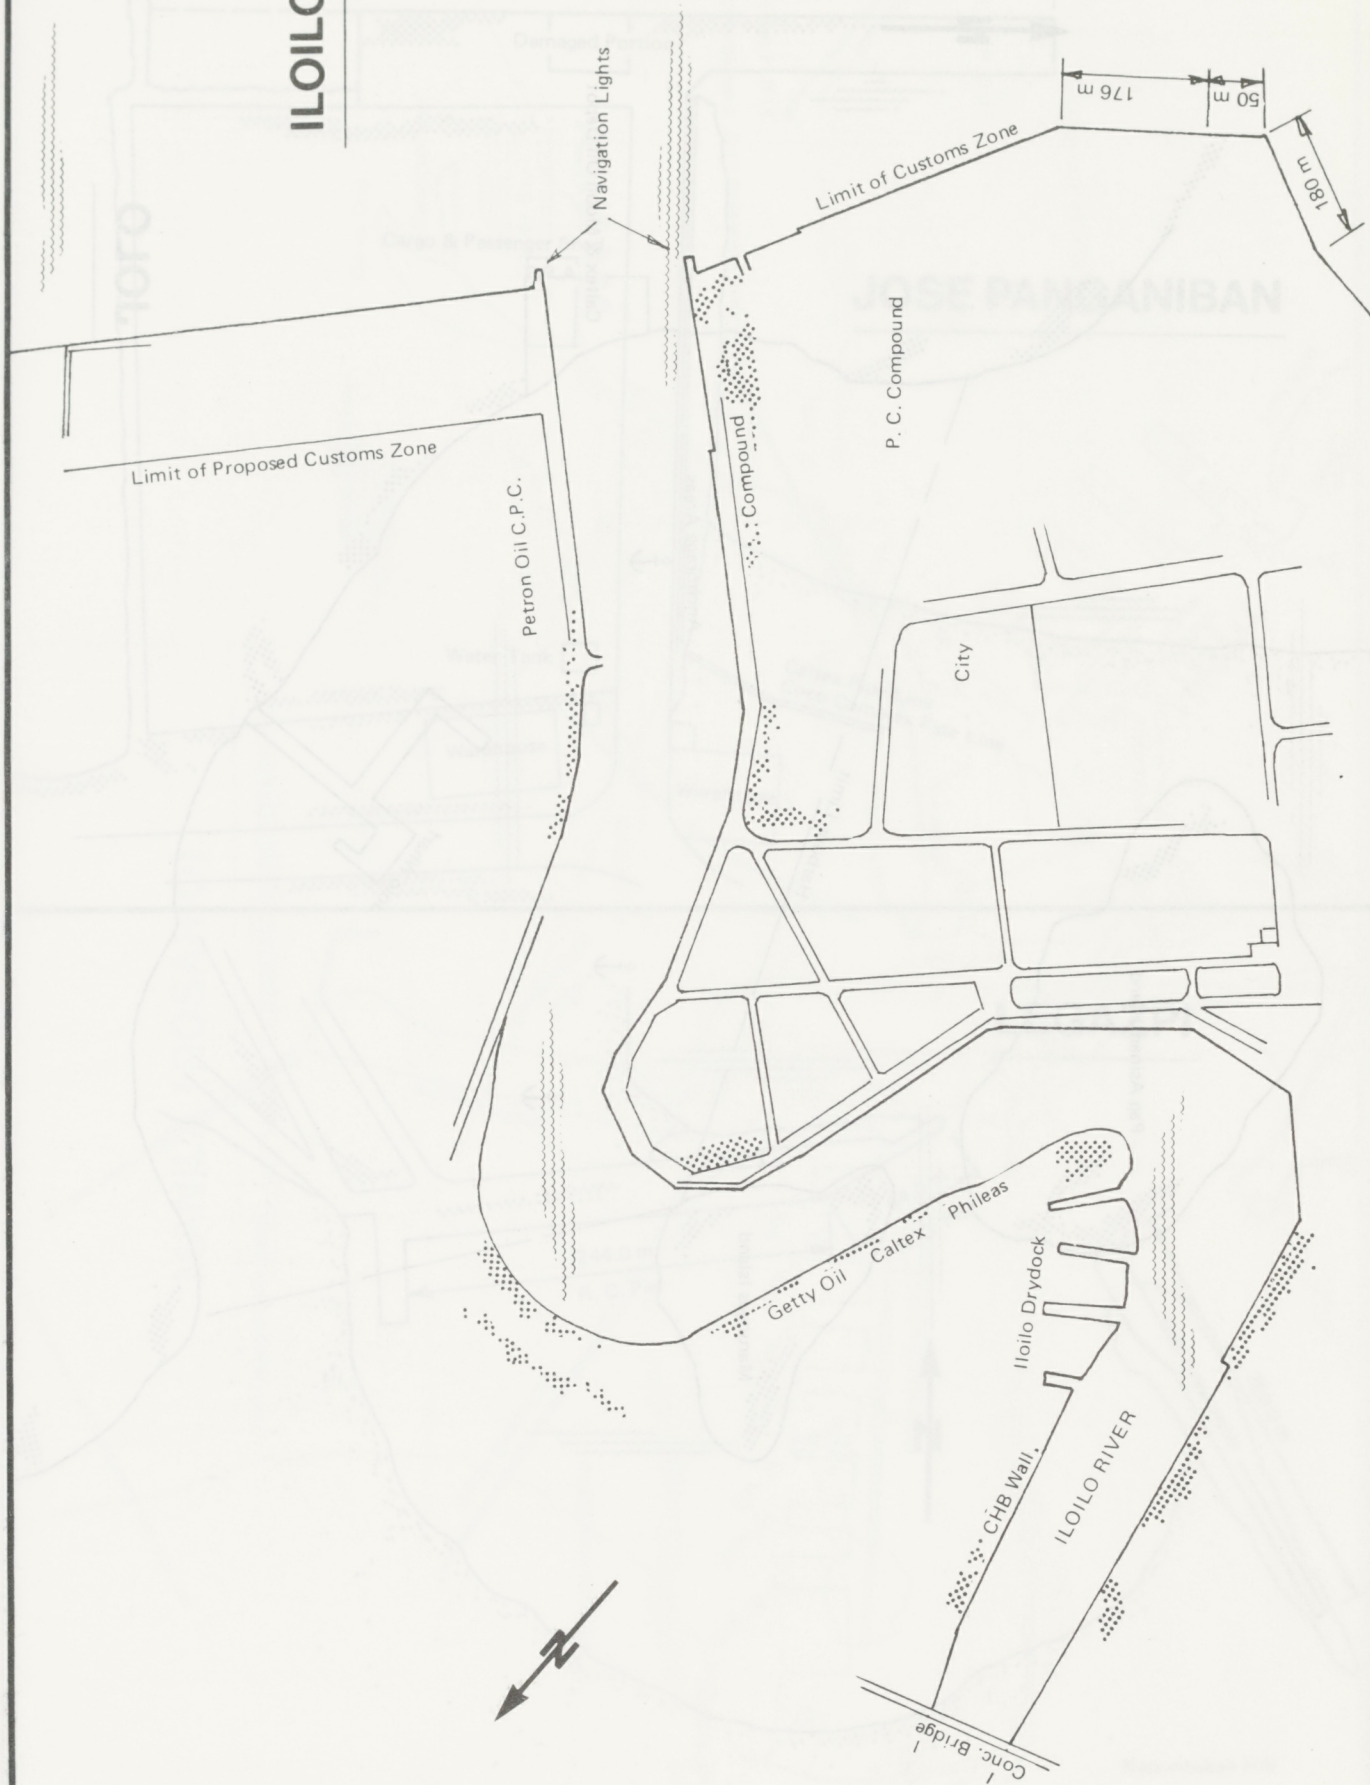 ILOILO
Navigation Lights
176 m
50 m
180 m
Limit of Customs Zone
JOLO
JOSE PANGANIBAN
Limit of Proposed Customs Zone
Petron Oil C.P.C.
Compound
P. C. Compound
City
Getty Oil
Caltex
Phileas
Iloilo Drydock
CHB Wall
ILOILO RIVER
N
Conc. Bridge